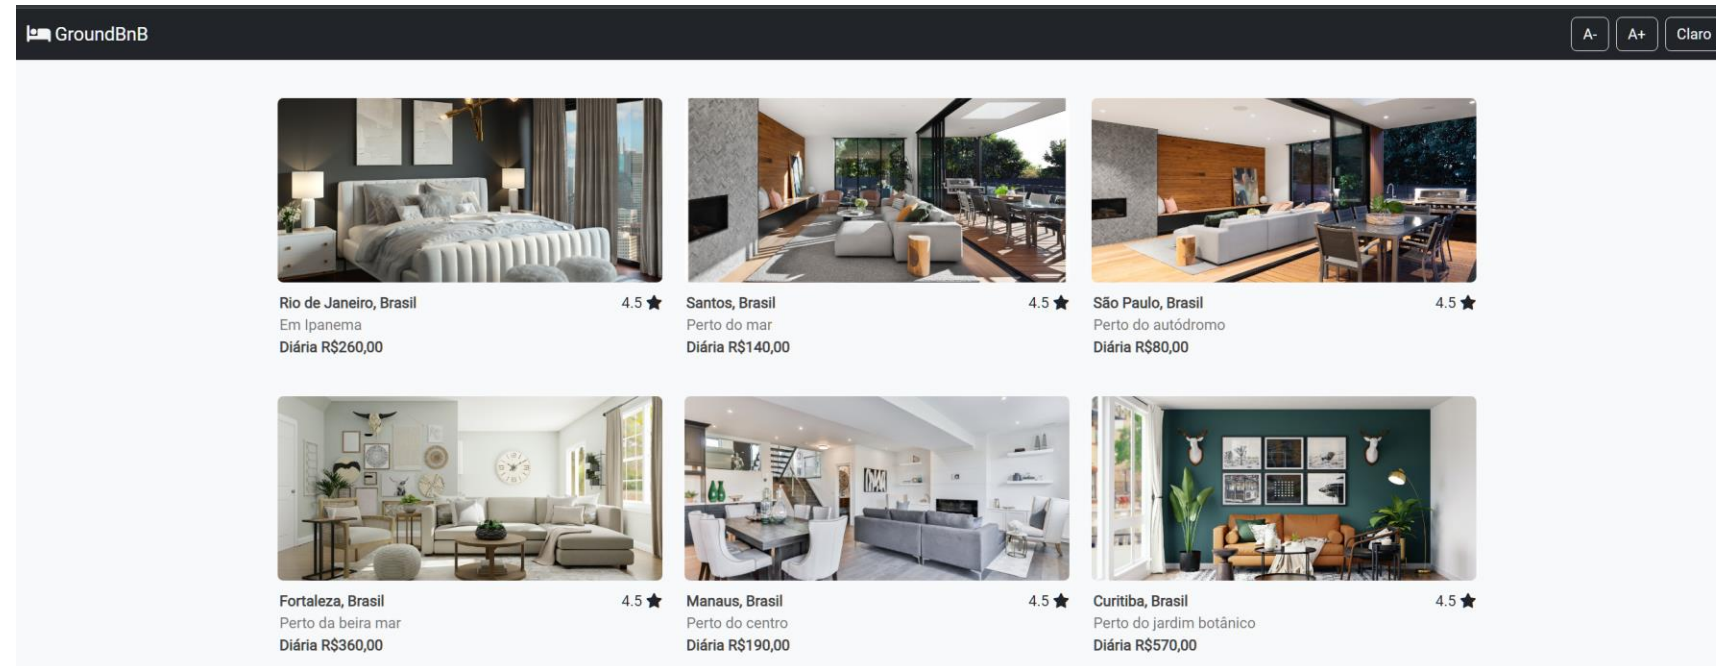 GroundBnB
A- A+ Claro
Rio de Janeiro, Brasil 4.5
Em Ipanema
Diária R$260,00
Santos, Brasil 4.5
Perto do mar
Diária R$140,00
São Paulo, Brasil 4.5
Perto do autódromo
Diária R$80,00
Fortaleza, Brasil 4.5
Perto da beira mar
Diária R$360,00
Manaus, Brasil 4.5
Perto do centro
Diária R$190,00
Curitiba, Brasil 4.5
Perto do jardim botânico
Diária R$570,00